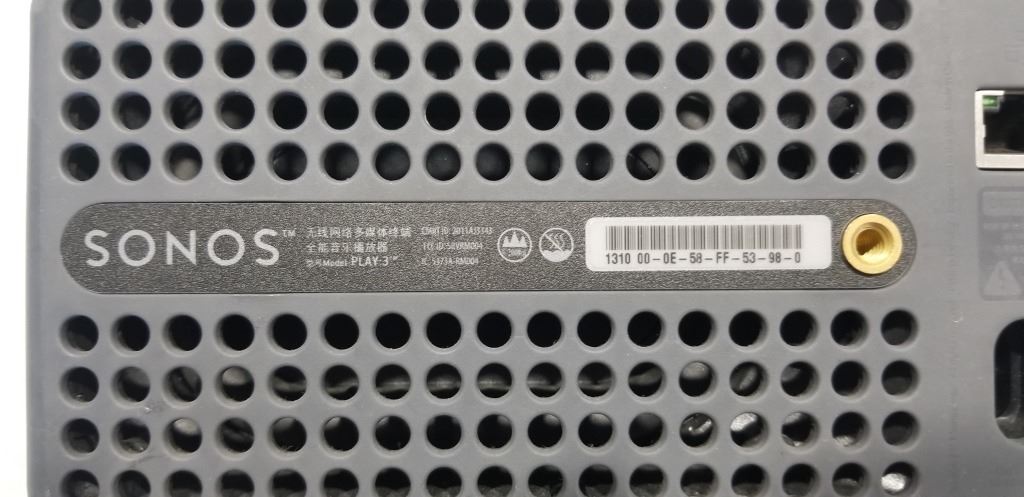 SONOS™
无线网络多媒体终端
全能音乐播放器
型号Model PLAY:3™
CMIIT ID: 2011AJ3143
FCC ID:SBVRM004
IC: 5373A-RM004
1310 00-0E-58-FF-53-98-0